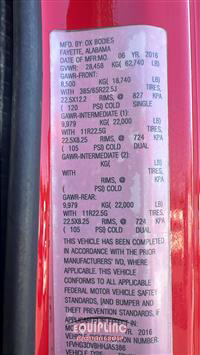 MFD. BY: OX BODIES
FAYETTE, ALABAMA
DATE OF MFD.MO. 06 YR. 2016
GVWR: 28,458 KG( 62,740 LB)
GAWR-FRONT:
8,500 KG( 18,740 LB)
WITH 385/65R22.5J TIRES,
22.5X12.2 RIMS, @ 827 KPA
( 120 PSI) COLD SINGLE
GAWR-INTERMEDIATE (1):
9,979 KG( 22,000 LB)
WITH 11R22.5G TIRES,
22.5X8.25 RIMS, @ 724 KPA
( 105 PSI) COLD DUAL
GAWR-INTERMEDIATE (2):
KG( LB)
WITH TIRES,
RIMS, @ KPA
( PSI) COLD
GAWR-REAR:
9,979 KG( 22,000 LB)
WITH 11R22.5G TIRES,
22.5X8.25 RIMS, @ 724 KPA
( 105 PSI) COLD DUAL
THIS VEHICLE HAS BEEN COMPLETED
IN ACCORDANCE WITH THE PRIOR
MANUFACTURERS' IVD, WHERE
APPLICABLE. THIS VEHICLE
CONFORMS TO ALL APPLICABLE
FEDERAL MOTOR VEHICLE SAFTEY
STANDARDS, [AND BUMPER AND
THEFT PREVENTION STANDARDS, IF
EQUIPLINC
2016